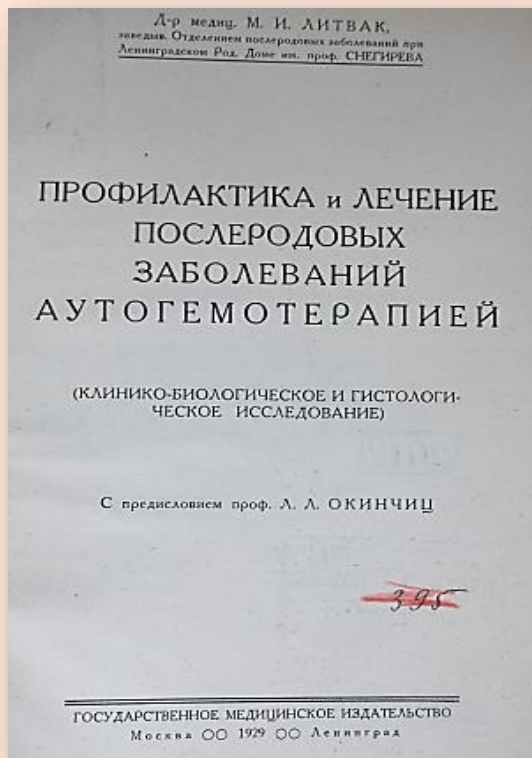 Д-р медиц. М. И. ЛИТВАК,
заведыв. Отделением послеродовых заболеваний при
Ленинградском Род. Доме им. проф. СНЕГИРЕВА
ПРОФИЛАКТИКА и ЛЕЧЕНИЕ
ПОСЛЕРОДОВЫХ
ЗАБОЛЕВАНИЙ
АУТОГЕМОТЕРАПИЕЙ
(КЛИНИКО-БИОЛОГИЧЕСКОЕ И ГИСТОЛОГИ-
ЧЕСКОЕ ИССЛЕДОВАНИЕ)
С предисловием проф. Л. Л. ОКИНЧИЦ
395
ГОСУДАРСТВЕННОЕ МЕДИЦИНСКОЕ ИЗДАТЕЛЬСТВО
Москва 1929 Ленинград